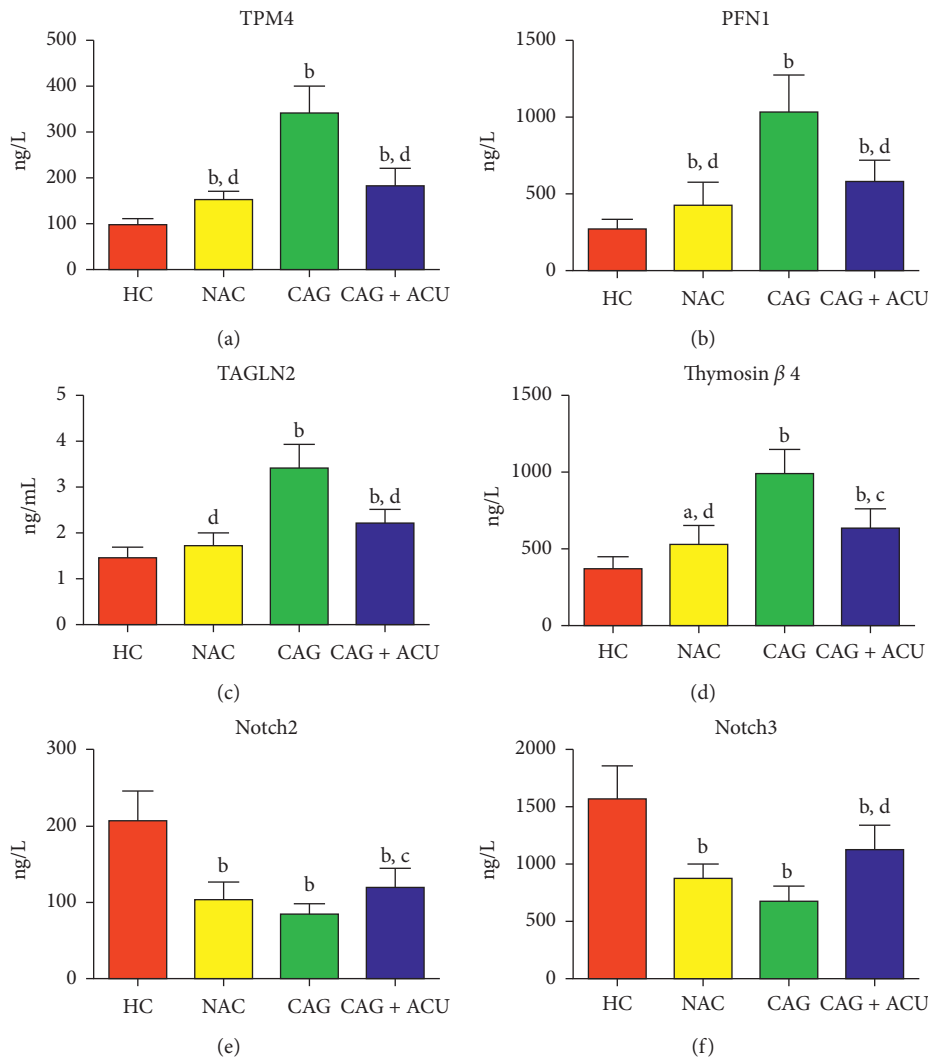 TPM4
500
400
300
200
100
0
ng/L
b, d
b
b, d
HC NAC CAG CAG + ACU
(a)
PFN1
1500
1000
500
0
ng/L
b, d
b
b, d
HC NAC CAG CAG + ACU
(b)
TAGLN2
5
4
3
2
1
0
ng/mL
d
b
b, d
HC NAC CAG CAG + ACU
(c)
Thymosin β 4
1500
1000
500
0
ng/L
a, d
b
b, c
HC NAC CAG CAG + ACU
(d)
Notch2
300
200
100
0
ng/L
b
b
b, c
HC NAC CAG CAG + ACU
(e)
Notch3
2000
1500
1000
500
0
ng/L
b
b
b, d
HC NAC CAG CAG + ACU
(f)